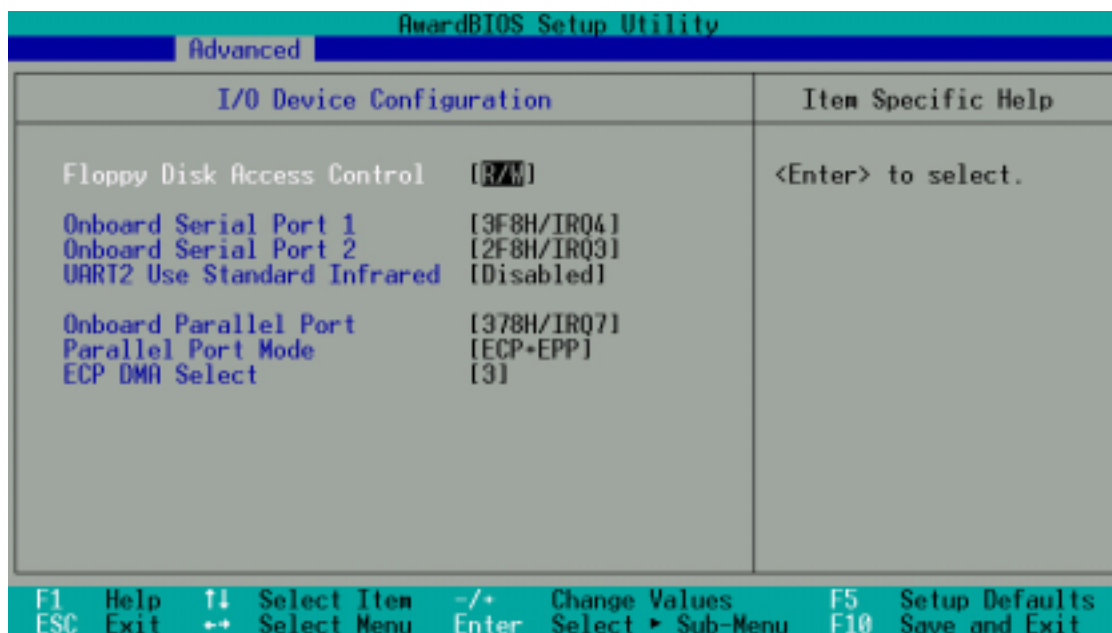 AwardBIOS Setup Utility
Advanced
I/O Device Configuration
Item Specific Help
Floppy Disk Access Control [R/W]
<Enter> to select.
Onboard Serial Port 1 [3F8H/IRQ4]
Onboard Serial Port 2 [2F8H/IRQ3]
UART2 Use Standard Infrared [Disabled]
Onboard Parallel Port [378H/IRQ7]
Parallel Port Mode [ECP+EPP]
ECP DMA Select [3]
F1 Help ↑↓ Select Item -/+ Change Values F5 Setup Defaults
ESC Exit ←→ Select Menu Enter Select ► Sub-Menu F10 Save and Exit